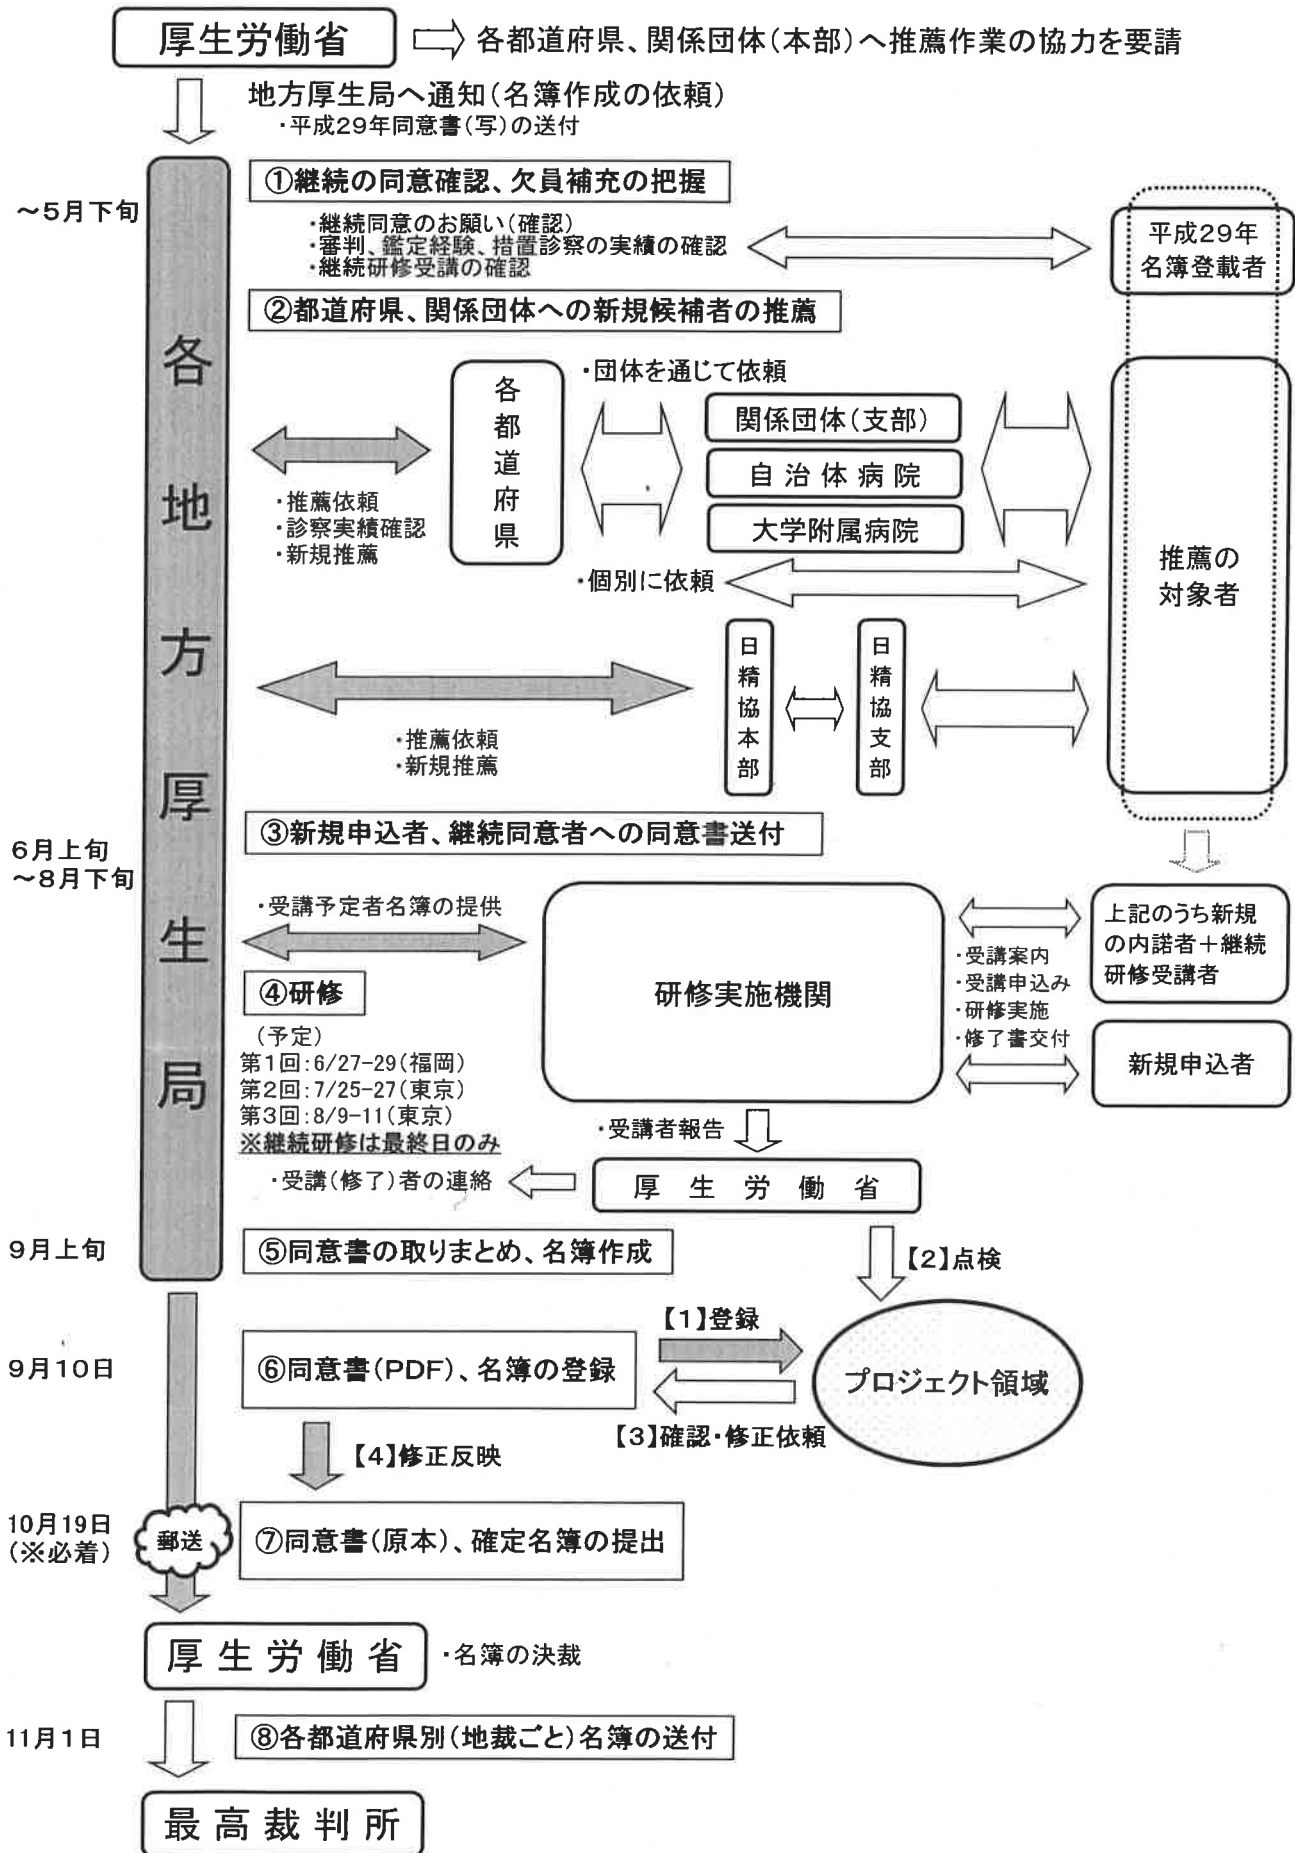 厚生労働省
各都道府県、関係団体(本部)へ推薦作業の協力を要請
地方厚生局へ通知(名簿作成の依頼)
・平成29年同意書(写)の送付
各地方厚生局
~5月下旬
①継続の同意確認、欠員補充の把握
・継続同意のお願い(確認)
・審判、鑑定経験、措置診察の実績の確認
・継続研修受講の確認
平成29年
名簿登載者
②都道府県、関係団体への新規候補者の推薦
・団体を通じて依頼
各都道府県
関係団体(支部)
自治体病院
大学附属病院
・推薦依頼
・診察実績確認
・新規推薦
・個別に依頼
推薦の
対象者
日精協本部
日精協支部
・推薦依頼
・新規推薦
6月上旬
~8月下旬
③新規申込者、継続同意者への同意書送付
・受講予定者名簿の提供
研修実施機関
・受講案内
・受講申込み
・研修実施
・修了書交付
上記のうち新規
の内諾者+継続
研修受講者
新規申込者
④研修
(予定)
第1回:6/27-29(福岡)
第2回:7/25-27(東京)
第3回:8/9-11(東京)
※継続研修は最終日のみ
・受講者報告
・受講(修了)者の連絡
厚生労働省
9月上旬
⑤同意書の取りまとめ、名簿作成
【2】点検
【1】登録
9月10日
⑥同意書(PDF)、名簿の登録
プロジェクト領域
【3】確認・修正依頼
【4】修正反映
10月19日
(※必着)
郵送
⑦同意書(原本)、確定名簿の提出
厚生労働省
・名簿の決裁
11月1日
⑧各都道府県別(地裁ごと)名簿の送付
最高裁判所